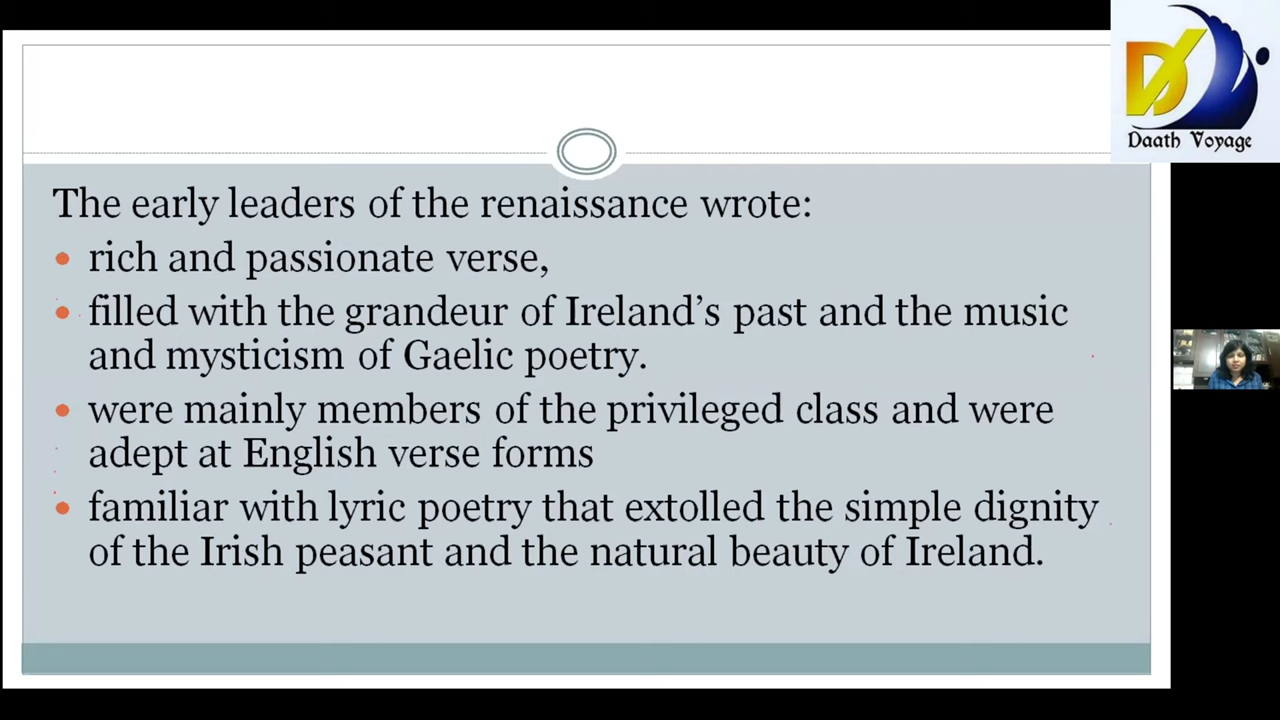 Daath Voyage
The early leaders of the renaissance wrote:
• rich and passionate verse,
• filled with the grandeur of Ireland’s past and the music
and mysticism of Gaelic poetry.
• were mainly members of the privileged class and were
adept at English verse forms
• familiar with lyric poetry that extolled the simple dignity
of the Irish peasant and the natural beauty of Ireland.